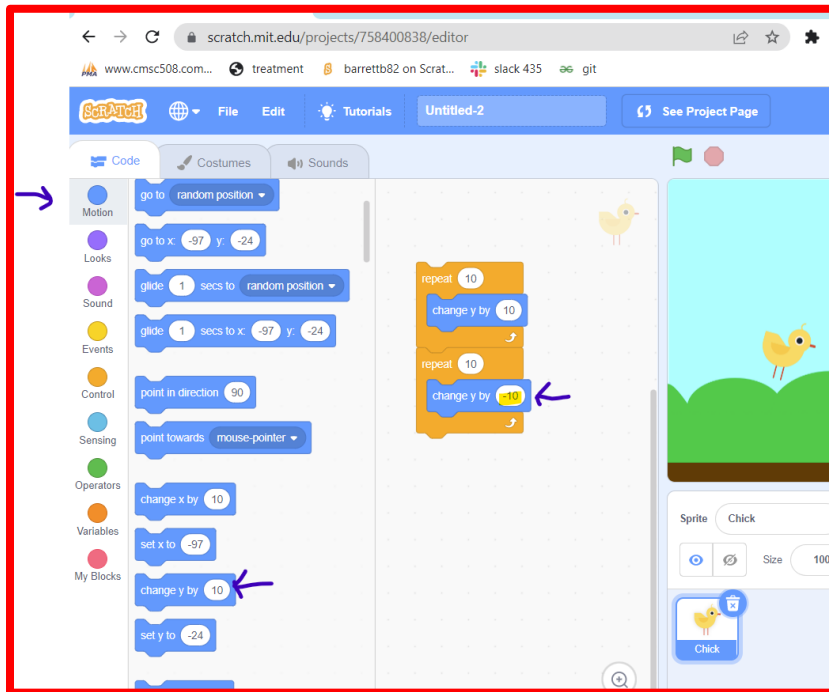 scratch.mit.edu/projects/758400838/editor
PMA www.cmsc508.com... treatment barrettb82 on Scrat... slack 435 git
SCRATCH File Edit Tutorials Untitled-2 See Project Page
Code Costumes Sounds
Motion
Looks
Sound
Events
Control
Sensing
Operators
Variables
My Blocks
go to random position
go to x: -97 y: -24
glide 1 secs to random position
glide 1 secs to x: -97 y: -24
point in direction 90
point towards mouse-pointer
change x by 10
set x to -97
change y by 10
set y to -24
repeat 10
change y by 10
repeat 10
change y by -10
Sprite Chick
Size 100
Chick